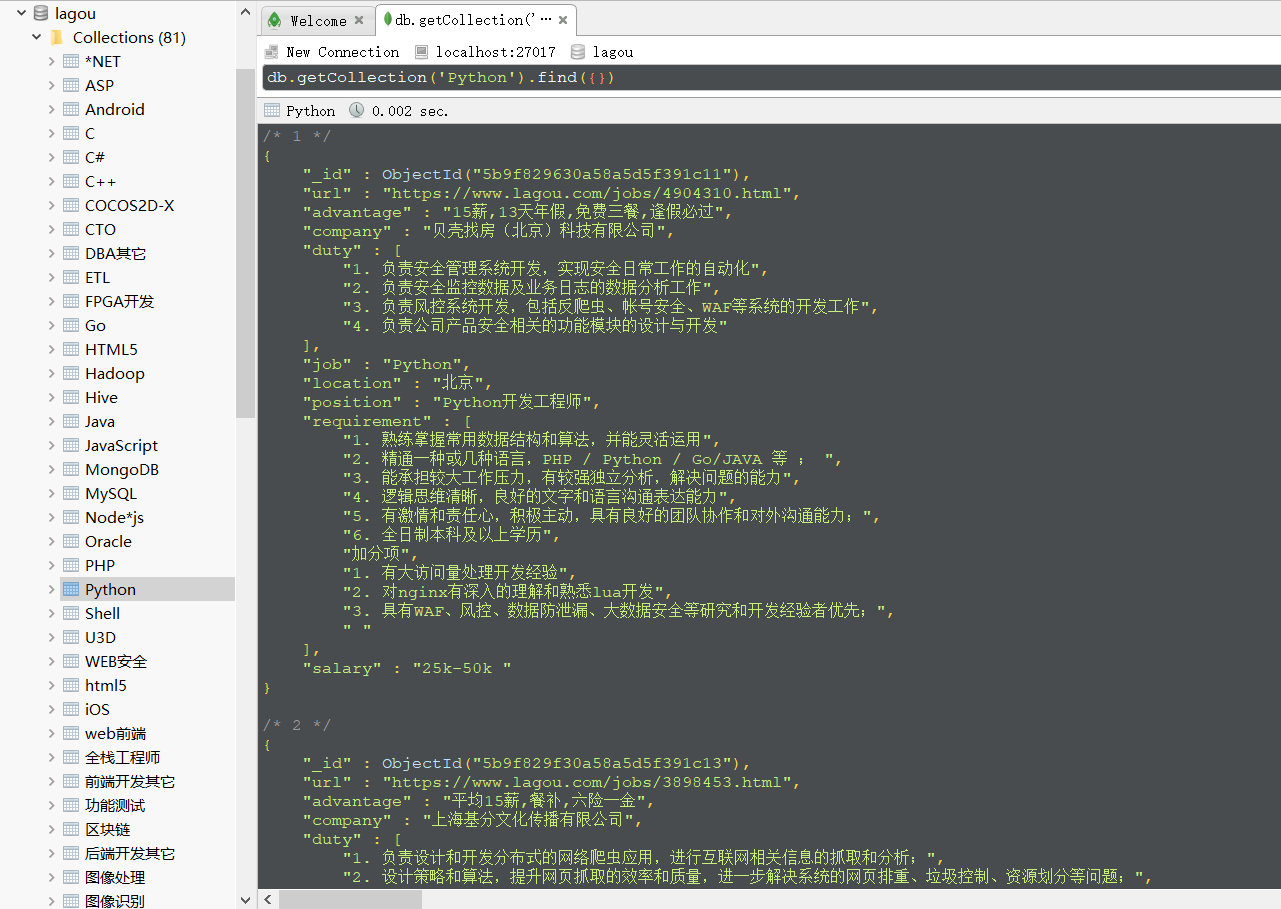 lagou
Collections (81)
*NET
ASP
Android
C
C#
C++
COCOS2D-X
CTO
DBA其它
ETL
FPGA开发
Go
HTML5
Hadoop
Hive
Java
JavaScript
MongoDB
MySQL
Node*js
Oracle
PHP
Python
Shell
U3D
WEB安全
html5
iOS
web前端
全栈工程师
前端开发其它
功能测试
区块链
后端开发其它
图像处理
图像识别
Welcome × db.getCollection('··· ×
New Connection localhost:27017 lagou
db.getCollection('Python').find({})
Python 0.002 sec.
/* 1 */
{
"_id" : ObjectId("5b9f829630a58a5d5f391c11"),
"url" : "https://www.lagou.com/jobs/4904310.html",
"advantage" : "15薪,13天年假,免费三餐,逢假必过",
"company" : "贝壳找房（北京）科技有限公司",
"duty" : [
"1. 负责安全管理系统开发，实现安全日常工作的自动化",
"2. 负责安全监控数据及业务日志的数据分析工作",
"3. 负责风控系统开发，包括反爬虫、帐号安全、WAF等系统的开发工作",
"4. 负责公司产品安全相关的功能模块的设计与开发"
],
"job" : "Python",
"location" : "北京",
"position" : "Python开发工程师",
"requirement" : [
"1. 熟练掌握常用数据结构和算法，并能灵活运用",
"2. 精通一种或几种语言，PHP / Python / Go/JAVA 等 ； ",
"3. 能承担较大工作压力，有较强独立分析，解决问题的能力",
"4. 逻辑思维清晰，良好的文字和语言沟通表达能力",
"5. 有激情和责任心，积极主动，具有良好的团队协作和对外沟通能力；",
"6. 全日制本科及以上学历",
"加分项",
"1. 有大访问量处理开发经验",
"2. 对nginx有深入的理解和熟悉lua开发",
"3. 具有WAF、风控、数据防泄漏、大数据安全等研究和开发经验者优先；",
" "
],
"salary" : "25k-50k "
}
/* 2 */
{
"_id" : ObjectId("5b9f829f30a58a5d5f391c13"),
"url" : "https://www.lagou.com/jobs/3898453.html",
"advantage" : "平均15薪,餐补,六险一金",
"company" : "上海基分文化传播有限公司",
"duty" : [
"1. 负责设计和开发分布式的网络爬虫应用，进行互联网相关信息的抓取和分析；",
"2. 设计策略和算法，提升网页抓取的效率和质量，进一步解决系统的网页排重、垃圾控制、资源划分等问题；",